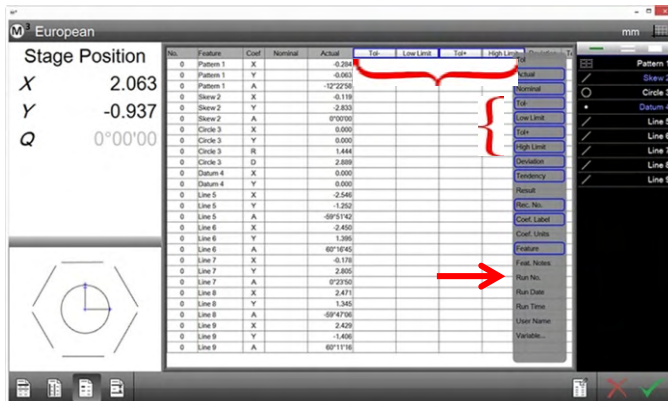 M³ European mm
Stage Position
X 2.063
Y -0.937
Q 0°00'00
No. Feature Coef Nominal Actual Tol- Low Limit Tol+ High Limit Deviation
0 Pattern 1 X -0.284
0 Pattern 1 Y -0.063
0 Pattern 1 A -12°22'58
0 Skew 2 X -0.119
0 Skew 2 Y -2.833
0 Skew 2 A 0°00'00
0 Circle 3 X 0.000
0 Circle 3 Y 0.000
0 Circle 3 R 1.444
0 Circle 3 D 2.889
0 Datum 4 X 0.000
0 Datum 4 Y 0.000
0 Line 5 X -2.546
0 Line 5 Y -1.252
0 Line 5 A -59°51'42
0 Line 6 X -2.450
0 Line 6 Y 1.395
0 Line 6 A 60°16'45
0 Line 7 X -0.178
0 Line 7 Y 2.805
0 Line 7 A 0°23'50
0 Line 8 X 2.471
0 Line 8 Y 1.345
0 Line 8 A -59°47'06
0 Line 9 X 2.429
0 Line 9 Y -1.406
0 Line 9 A 60°11'16
Tol
Actual
Nominal
Tol-
Low Limit
Tol+
High Limit
Deviation
Tendency
Result
Rec. No.
Coef. Label
Coef. Units
Feature
Feat. Notes
Run No.
Run Date
Run Time
User Name
Variable...
Pattern 1
Skew 2
Circle 3
Datum 4
Line 5
Line 6
Line 7
Line 8
Line 9